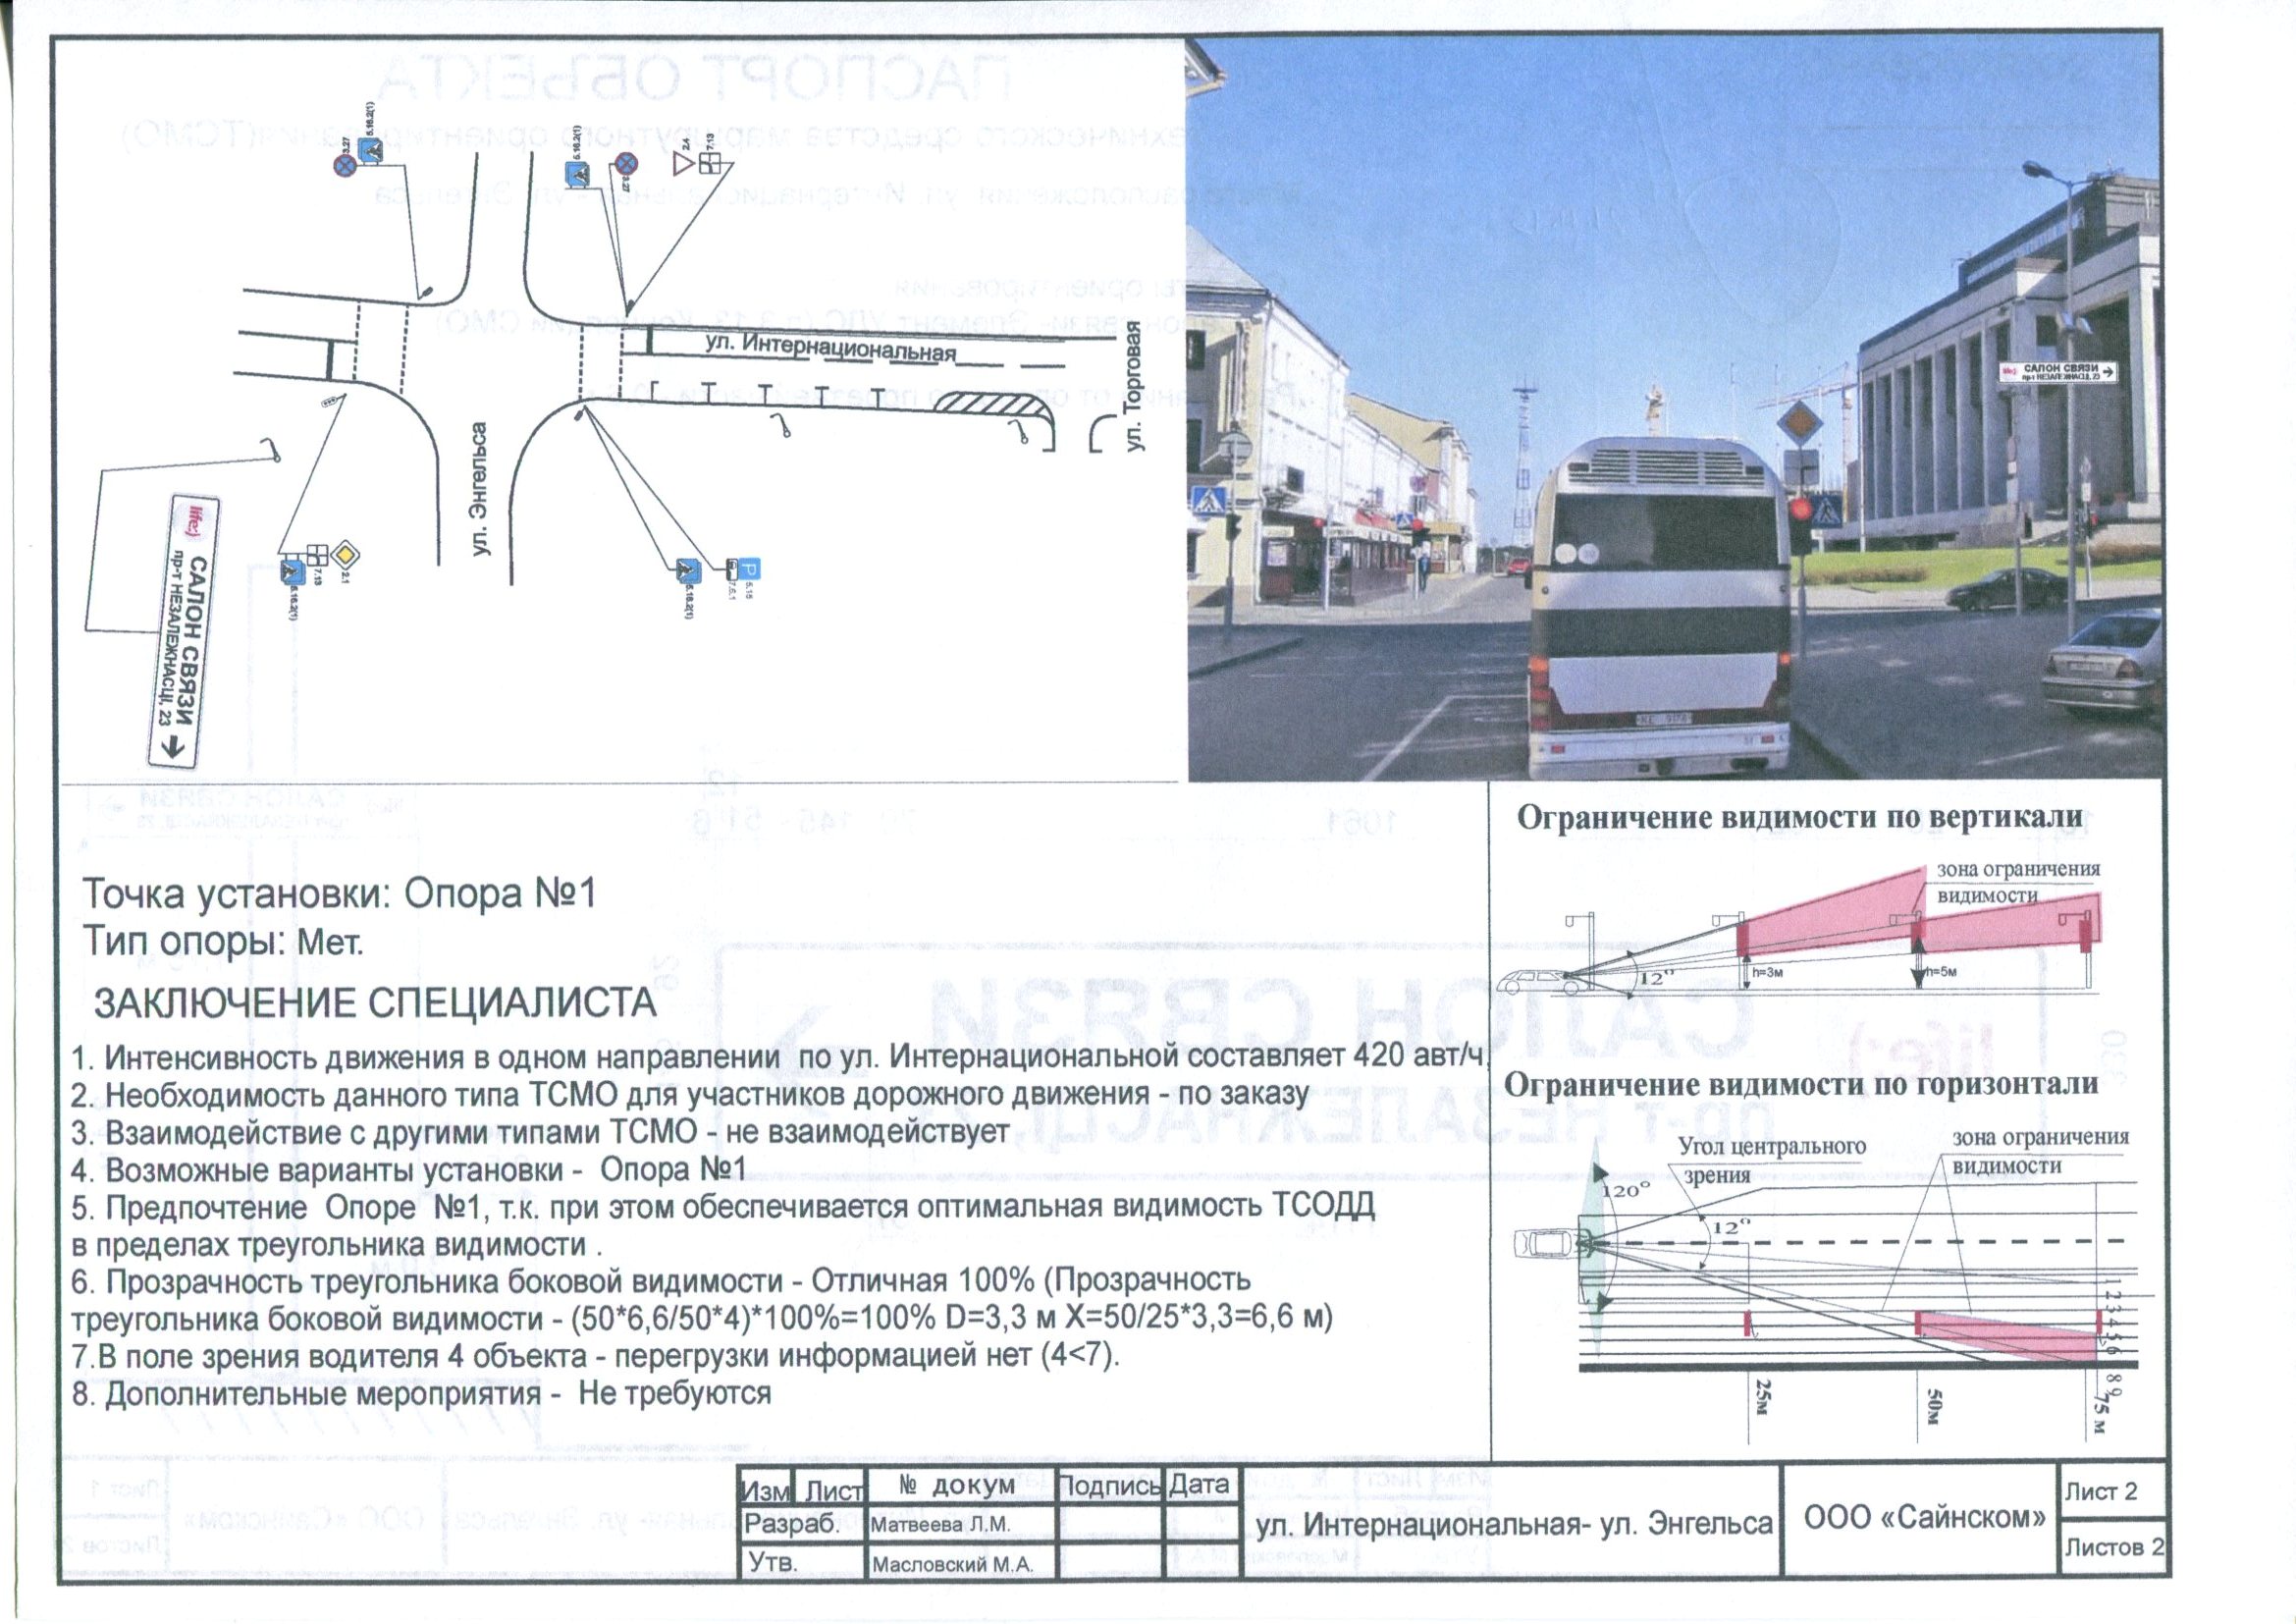 3.27
5.16.2(1)
5.16.2(1)
3.27
2.4
7.13
ул. Интернациональная
ул. Торговая
ул. Энгельса
life:)
САЛОН СВЯЗИ
пр-т НЕЗАЛЕЖНАСЦІ, 23
5.16.2(1)
7.13
2.1
5.16.2(1)
7.6.1
P
5.15
life:)
САЛОН СВЯЗИ
пр-т НЕЗАЛЕЖНАСЦІ, 23
Точка установки: Опора №1
Тип опоры: Мет.
ЗАКЛЮЧЕНИЕ СПЕЦИАЛИСТА
1. Интенсивность движения в одном направлении по ул. Интернациональной составляет 420 авт/ч,
2. Необходимость данного типа ТСМО для участников дорожного движения - по заказу
3. Взаимодействие с другими типами ТСМО - не взаимодействует
4. Возможные варианты установки - Опора №1
5. Предпочтение Опоре №1, т.к. при этом обеспечивается оптимальная видимость ТСОДД
в пределах треугольника видимости .
6. Прозрачность треугольника боковой видимости - Отличная 100% (Прозрачность
треугольника боковой видимости - (50*6,6/50*4)*100%=100% D=3,3 м X=50/25*3,3=6,6 м)
7.В поле зрения водителя 4 объекта - перегрузки информацией нет (4<7).
8. Дополнительные мероприятия - Не требуются
Ограничение видимости по вертикали
зона ограничения
видимости
12°
h=3м
h=5м
Ограничение видимости по горизонтали
Угол центрального
зрения
зона ограничения
видимости
120°
12°
1 2 3 4 5 6
8 9
25м
50м
75 м
Изм Лист № докум Подпись Дата
Разраб. Матвеева Л.М.
Утв. Масловский М.А.
ул. Интернациональная- ул. Энгельса
ООО «Сайнском»
Лист 2
Листов 2